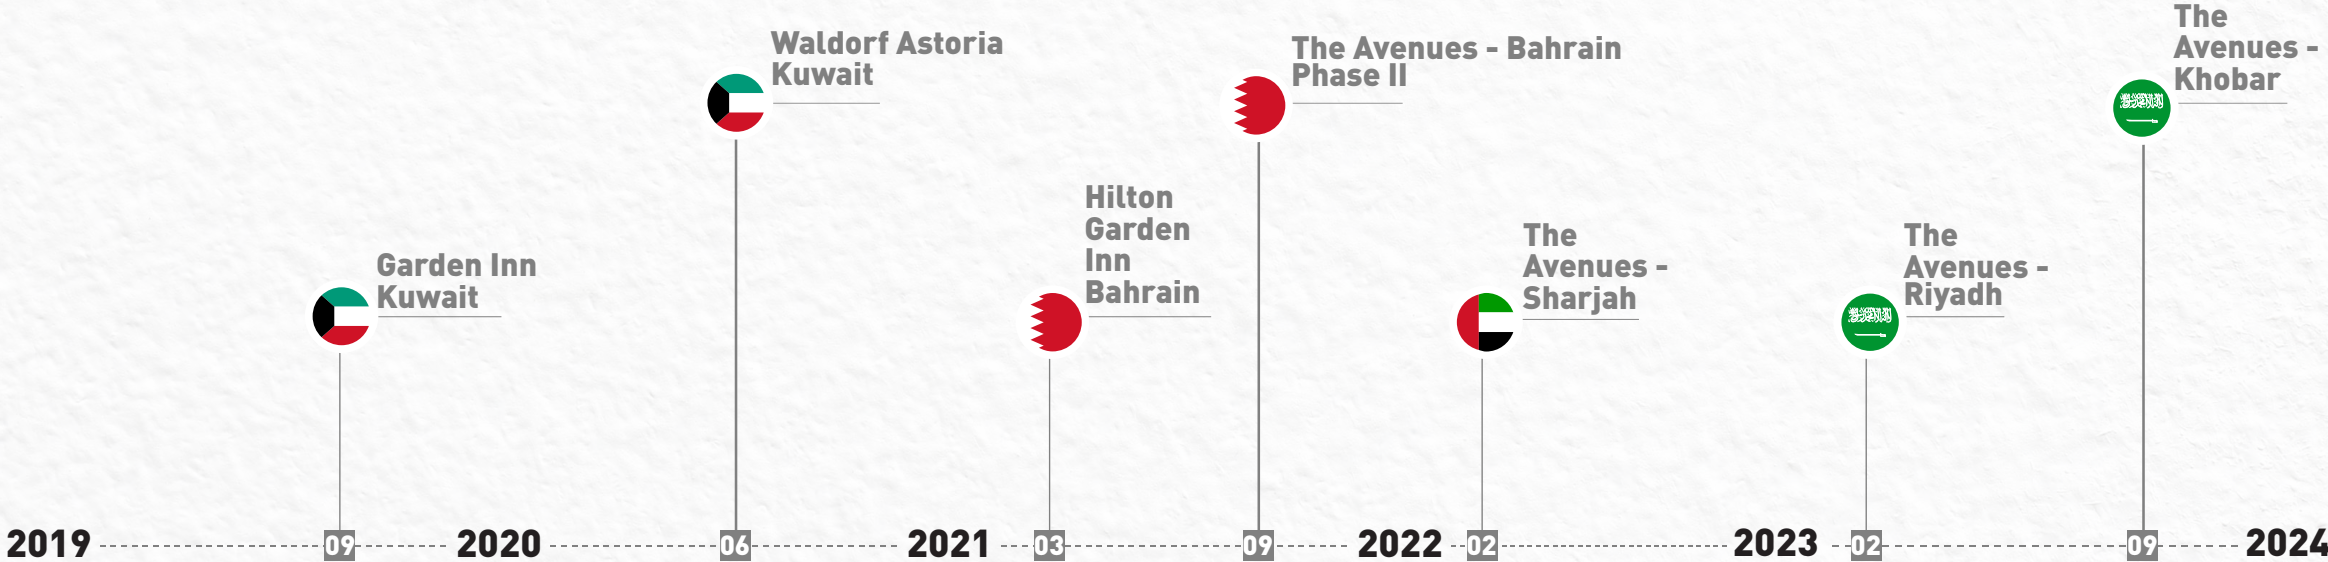 Garden Inn
Kuwait
Waldorf Astoria
Kuwait
Hilton
Garden
Inn
Bahrain
The Avenues - Bahrain
Phase II
The
Avenues -
Sharjah
The
Avenues -
Riyadh
The
Avenues -
Khobar
2019 09 2020 06 2021 03 09 2022 02 2023 02 09 2024